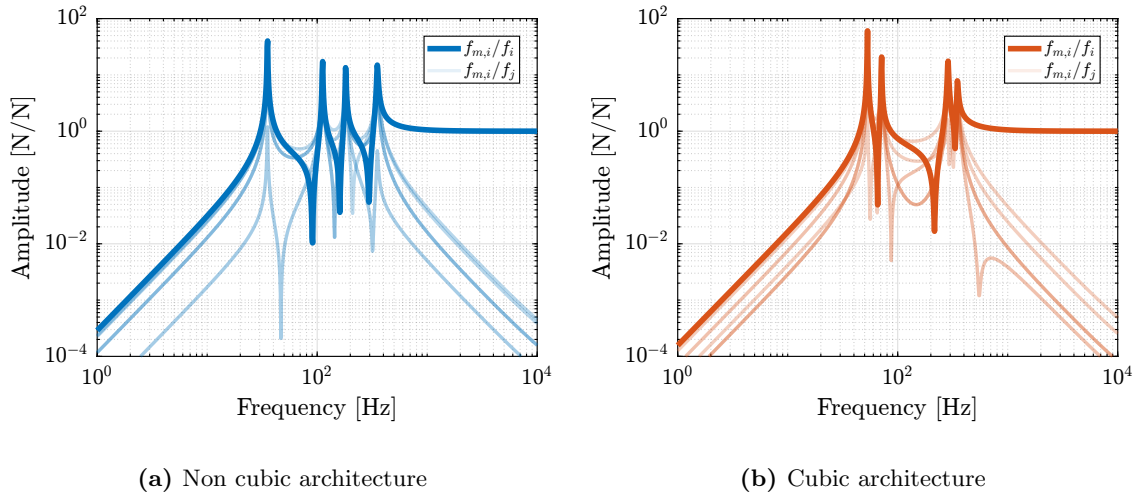 10^2
10^0
10^{-2}
10^{-4}
Amplitude [N/N]
f_{m,i}/f_i
f_{m,i}/f_j
10^0
10^2
10^4
Frequency [Hz]
(a) Non cubic architecture
10^2
10^0
10^{-2}
10^{-4}
Amplitude [N/N]
f_{m,i}/f_i
f_{m,i}/f_j
10^0
10^2
10^4
Frequency [Hz]
(b) Cubic architecture